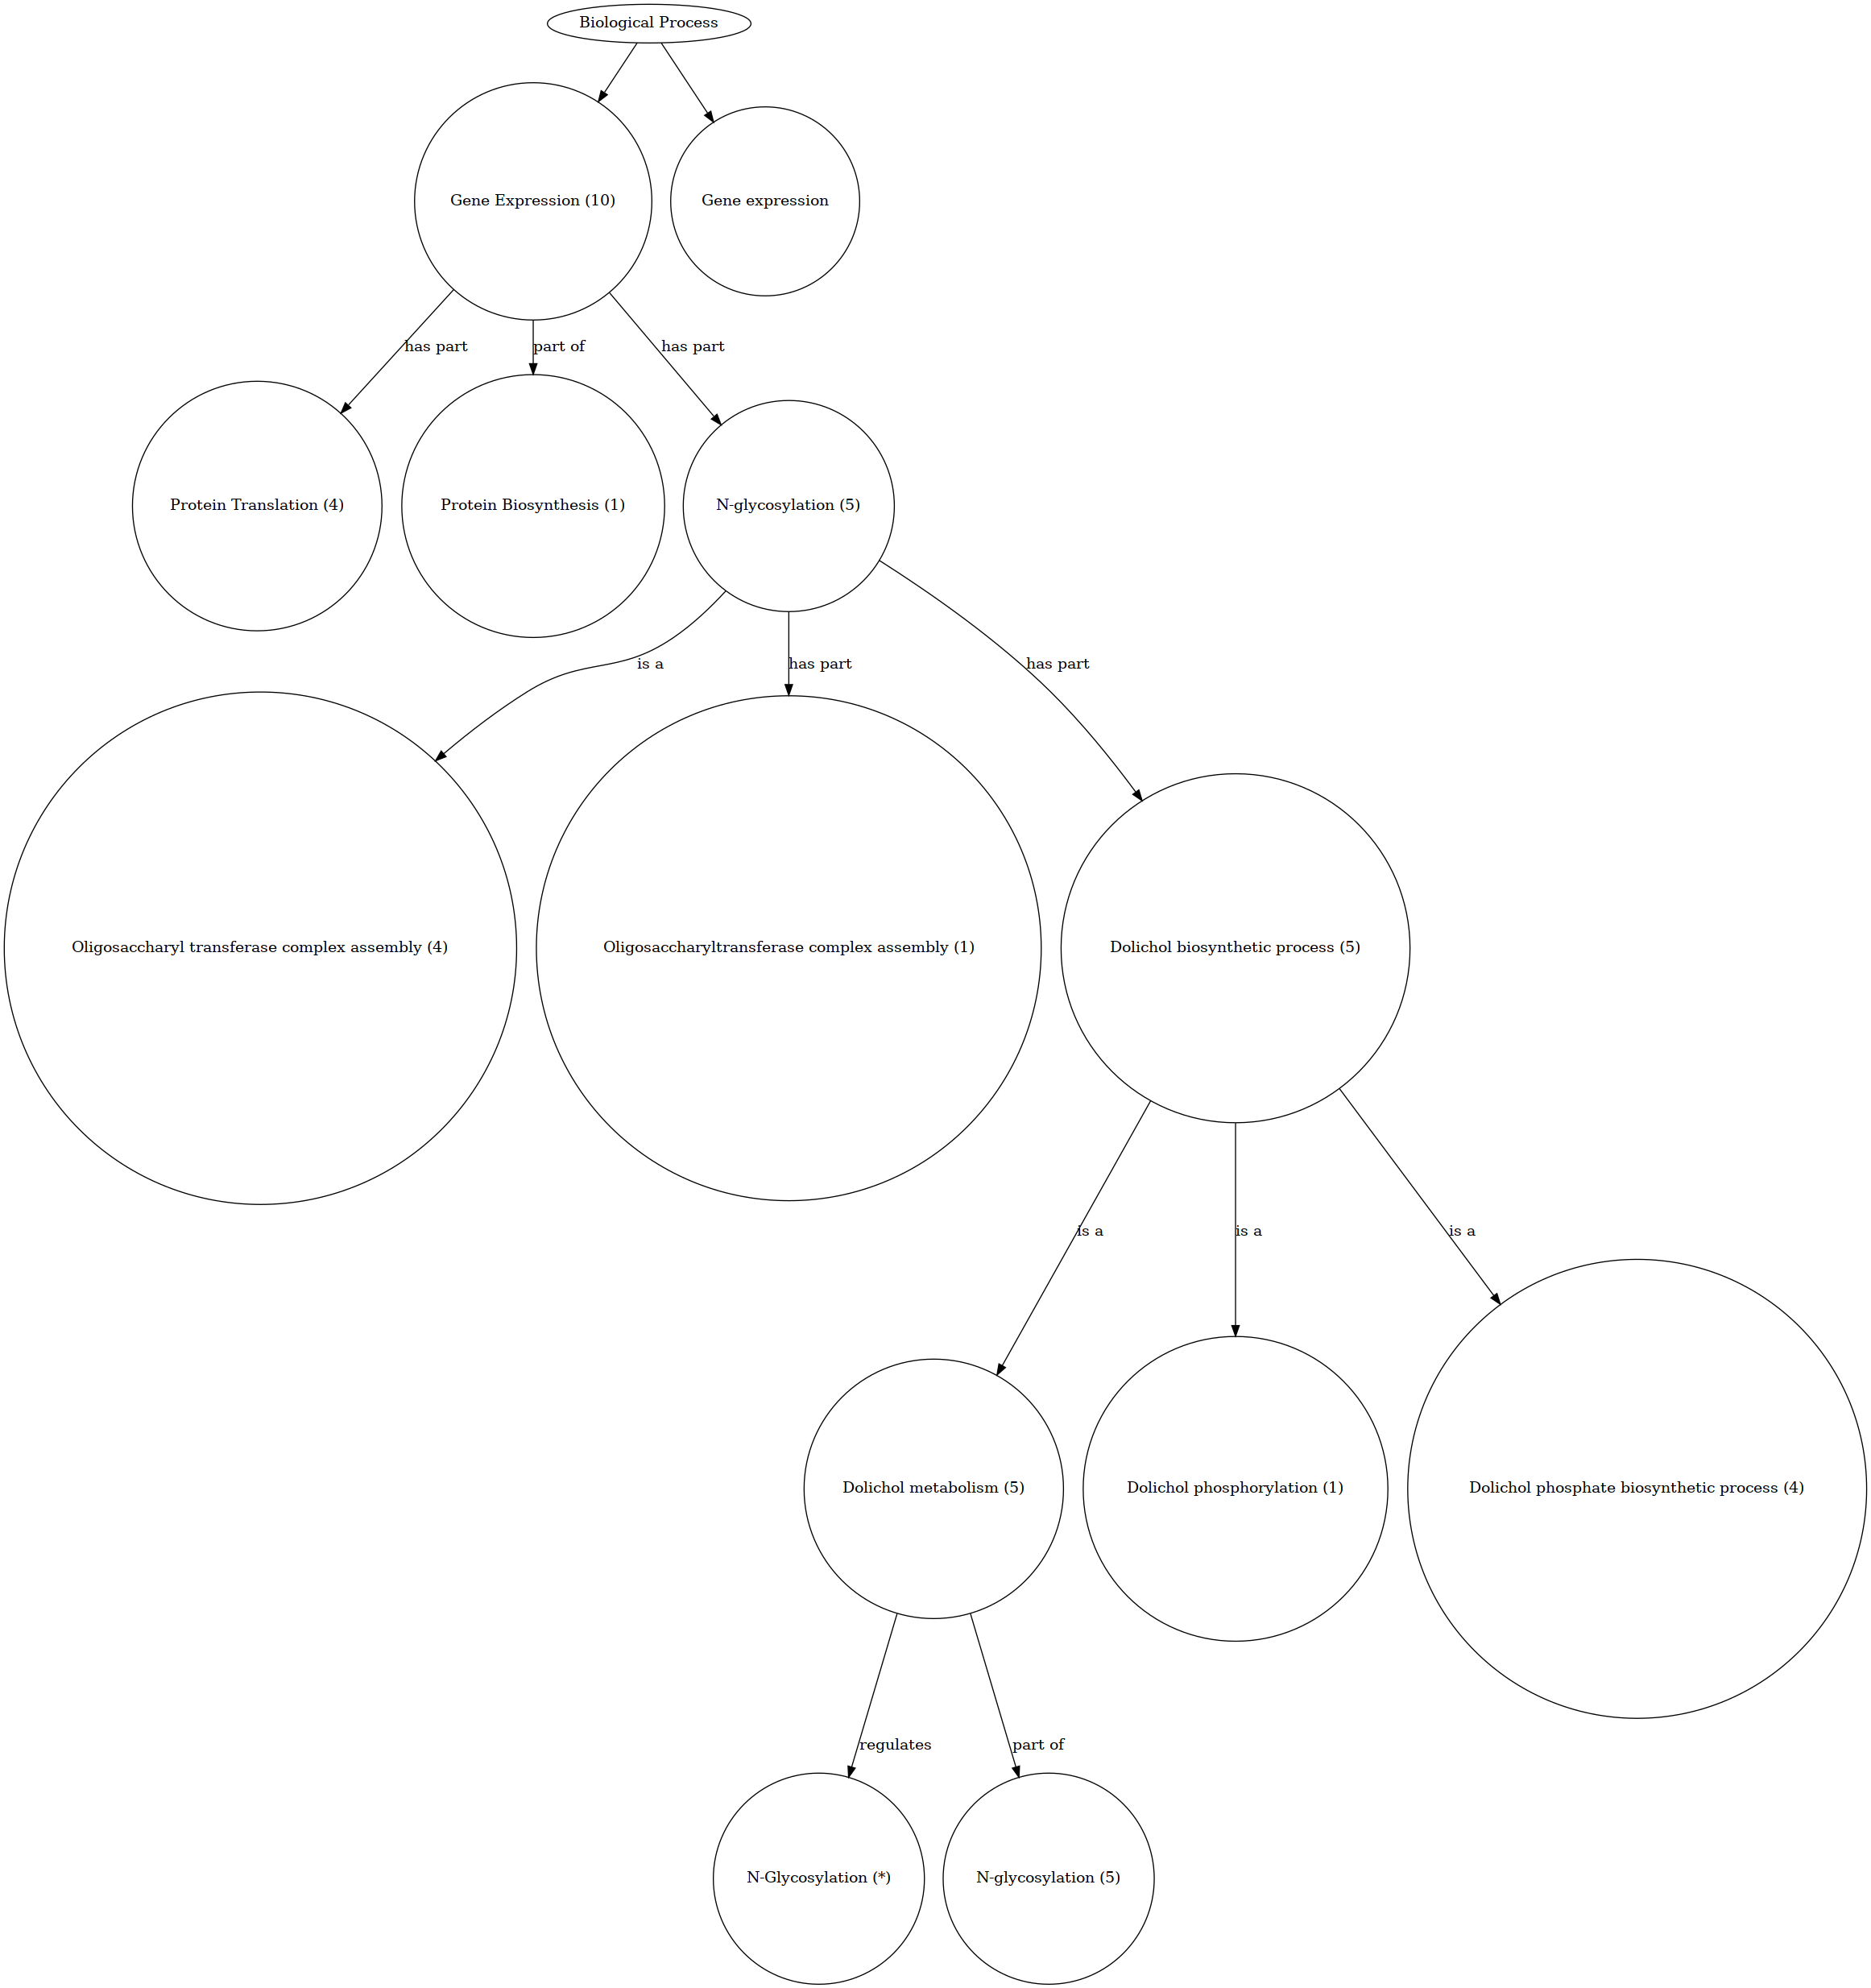 Biological Process
Gene Expression (10)
Gene expression
has part
part of
has part
Protein Translation (4)
Protein Biosynthesis (1)
N-glycosylation (5)
is a
has part
has part
Oligosaccharyl transferase complex assembly (4)
Oligosaccharyltransferase complex assembly (1)
Dolichol biosynthetic process (5)
is a
is a
is a
Dolichol metabolism (5)
Dolichol phosphorylation (1)
Dolichol phosphate biosynthetic process (4)
regulates
part of
N-Glycosylation (*)
N-glycosylation (5)